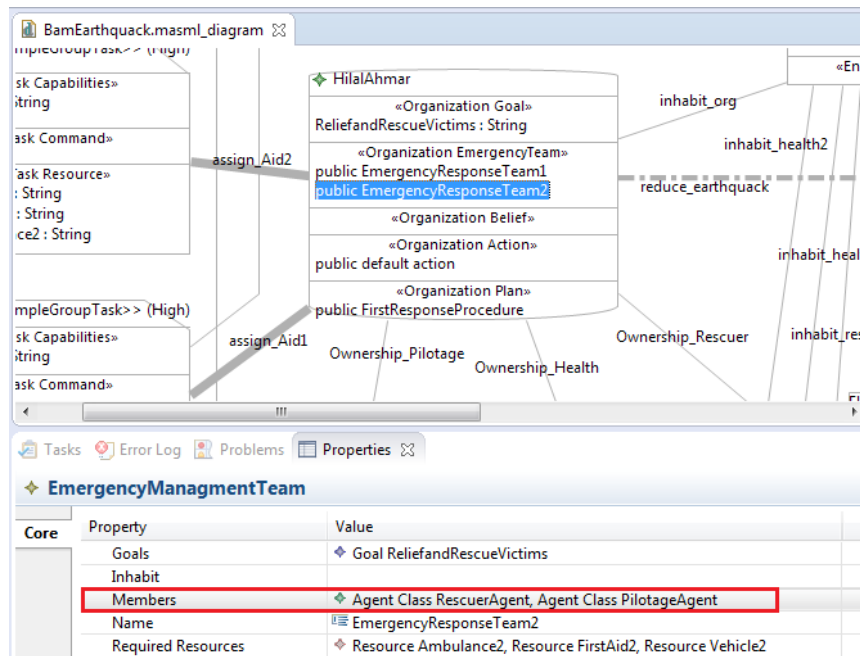 BamEarthquack.masml_diagram
mpleGroupTask>> (High)
sk Capabilities»
String
ask Command»
Task Resource»
: String
: String
ce2 : String
mpleGroupTask>> (High)
sk Capabilities»
String
ask Command»
assign_Aid2
assign_Aid1
HilalAhmar
«Organization Goal»
ReliefandRescueVictims : String
«Organization EmergencyTeam»
public EmergencyResponseTeam1
public EmergencyResponseTeam2
«Organization Belief»
«Organization Action»
public default action
«Organization Plan»
public FirstResponseProcedure
«En
inhabit_org
inhabit_health2
reduce_earthquack
inhabit_heal
inhabit_res
Ownership_Pilotage
Ownership_Health
Ownership_Rescuer
Tasks Error Log Problems Properties
EmergencyManagmentTeam
Core
Property Value
Goals Goal ReliefandRescueVictims
Inhabit
Members Agent Class RescuerAgent, Agent Class PilotageAgent
Name EmergencyResponseTeam2
Required Resources Resource Ambulance2, Resource FirstAid2, Resource Vehicle2